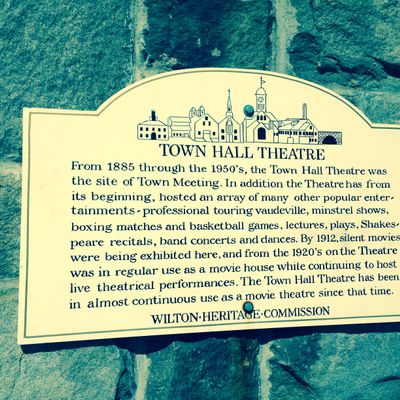 TOWN HALL THEATRE
From 1885 through the 1950's, the Town Hall Theatre was
the site of Town Meeting. In addition the Theatre has from
its beginning, hosted an array of many other popular enter-
tainments-professional touring vaudeville, minstrel shows,
boxing matches and basketball games, lectures, plays, Shakes-
peare recitals, band concerts and dances. By 1912, silent movies
were being exhibited here, and from the 1920's on the Theatre
was in regular use as a movie house while continuing to host
live theatrical performances. The Town Hall Theatre has been
in almost continuous use as a movie theatre since that time.
WILTON·HERITAGE·COMMISSION